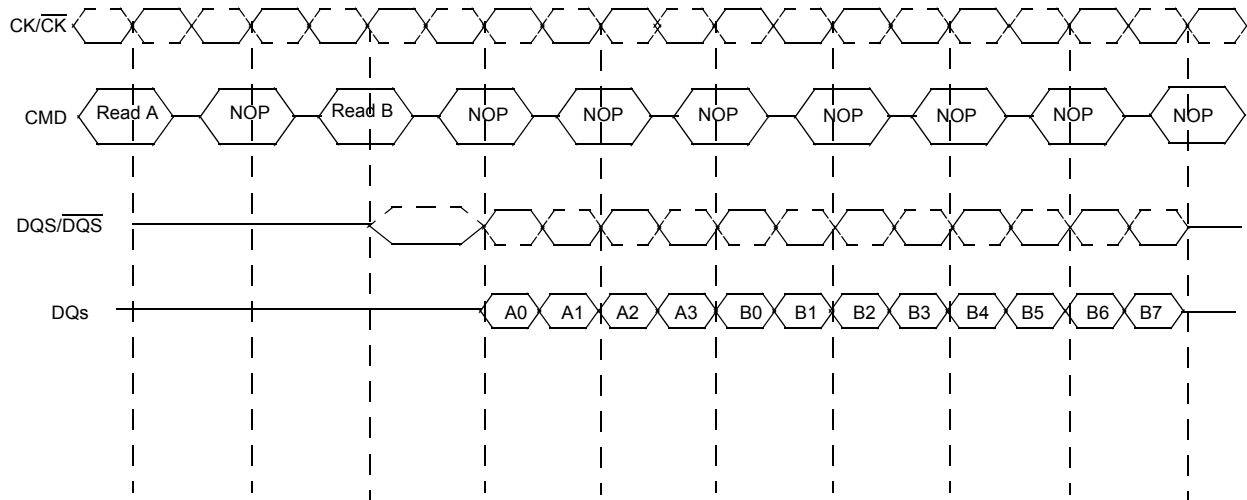 CK/CK
CMD Read A NOP Read B NOP NOP NOP NOP NOP NOP NOP
DQS/DQS
DQs A0 A1 A2 A3 B0 B1 B2 B3 B4 B5 B6 B7